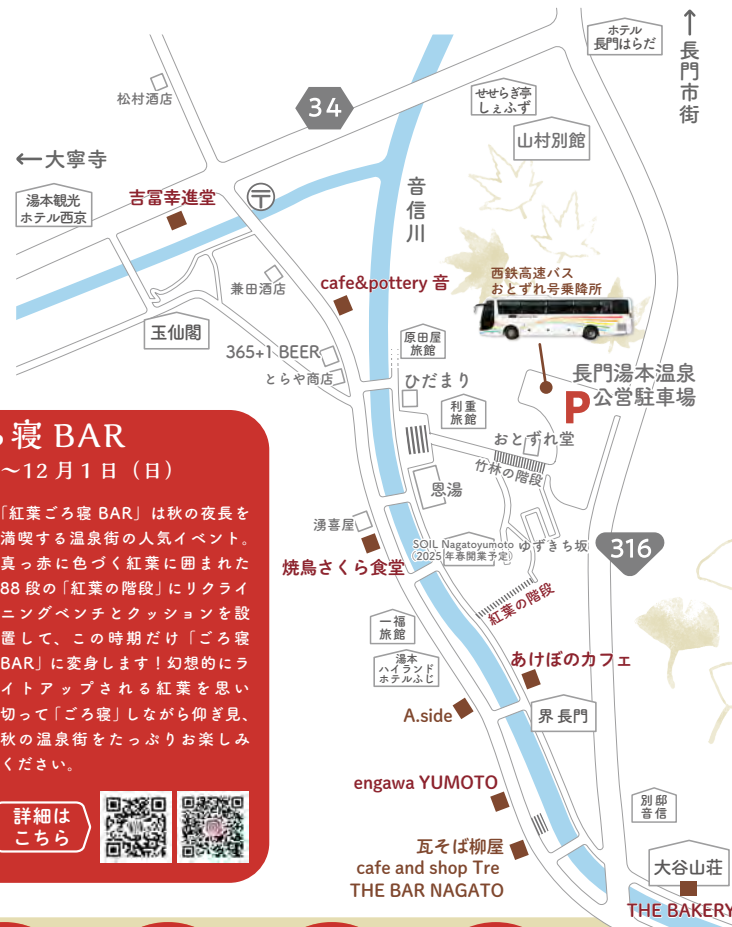 ホテル
長門はらだ
↑長門市街
松村酒店
34
せせらぎ亭
しぇふず
山村別館
←大寧寺
湯本観光
ホテル西京
吉冨幸進堂
〒
音信川
兼田酒店
cafe&pottery 音
西鉄高速バス
おとずれ号乗降所
玉仙閣
365+1 BEER
とらや商店
原田屋
旅館
ひだまり
利重
旅館
長門湯本温泉
P公営駐車場
おとずれ堂
竹林の階段
恩湯
湧喜屋
焼鳥さくら食堂
SOIL Nagatoyumoto
（2025年春開業予定）
ゆずきち坂
316
紅葉の階段
一福
旅館
湯本
ハイランド
ホテルふじ
あけぼのカフェ
A.side
界 長門
engawa YUMOTO
別邸
音信
瓦そば柳屋
cafe and shop Tre
THE BAR NAGATO
大谷山荘
THE BAKERY
寝 BAR
〜12月1日（日）
「紅葉ごろ寝 BAR」は秋の夜長を
満喫する温泉街の人気イベント。
真っ赤に色づく紅葉に囲まれた
88段の「紅葉の階段」にリクライ
ニングベンチとクッションを設
置して、この時期だけ「ごろ寝
BAR」に変身します！幻想的にラ
イトアップされる紅葉を思い
切って「ごろ寝」しながら仰ぎ見、
秋の温泉街をたっぷりお楽しみ
ください。
詳細は
こちら